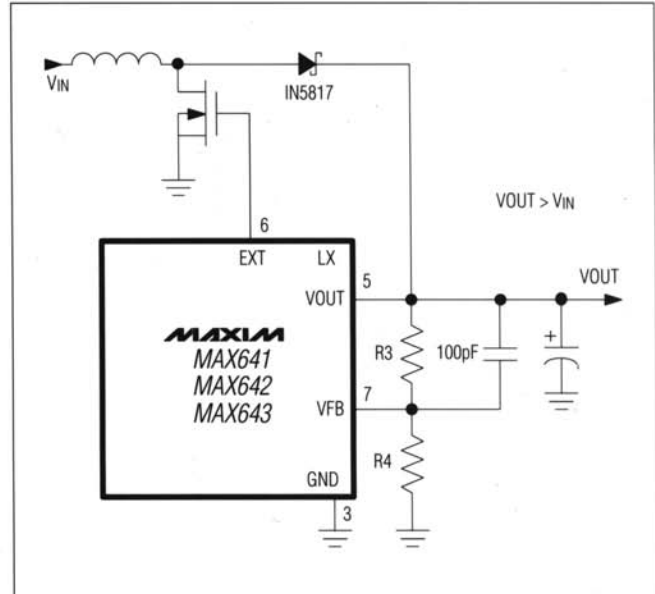 VIN
IN5817
6
VOUT > VIN
EXT
LX
5
VOUT
VOUT
MAXIM
R3
100pF
MAX641
MAX642
7
MAX643
VFB
R4
GND
3
+